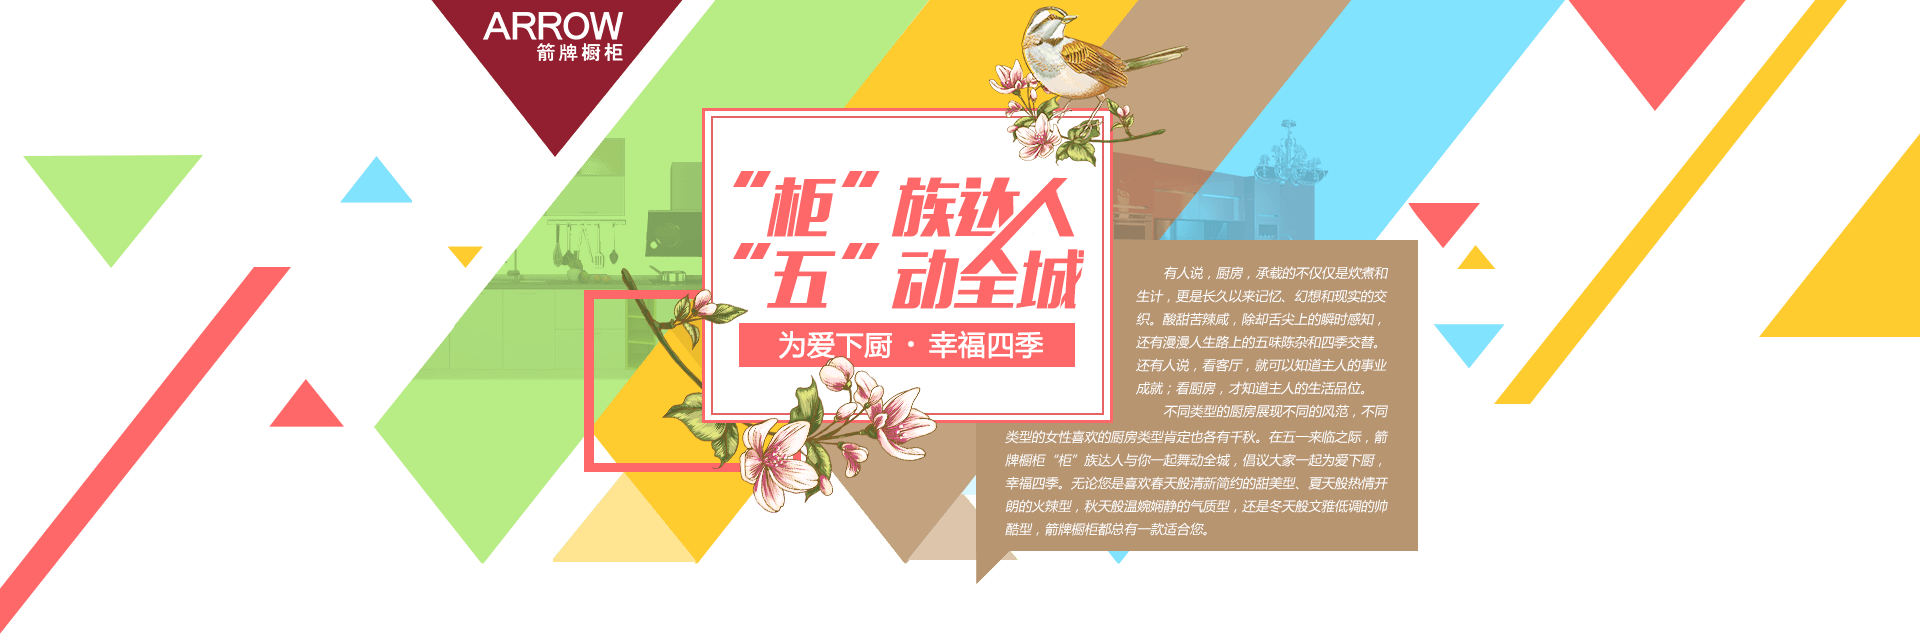 ARROW
箭牌橱柜
“柜”族达人
“五”动全城
为爱下厨·幸福四季
有人说，厨房，承载的不仅仅是炊煮和
生计，更是长久以来记忆、幻想和现实的交
织。酸甜苦辣咸，除却舌尖上的瞬时感知，
还有漫漫人生路上的五味陈杂和四季交替。
还有人说，看客厅，就可以知道主人的事业
成就；看厨房，才知道主人的生活品位。
不同类型的厨房展现不同的风范，不同
类型的女性喜欢的厨房类型肯定也各有千秋。在五一来临之际，箭
牌橱柜“柜”族达人与你一起舞动全城，倡议大家一起为爱下厨，
幸福四季。无论您是喜欢春天般清新简约的甜美型、夏天般热情开
朗的火辣型，秋天般温婉娴静的气质型，还是冬天般文雅低调的帅
酷型，箭牌橱柜都总有一款适合您。